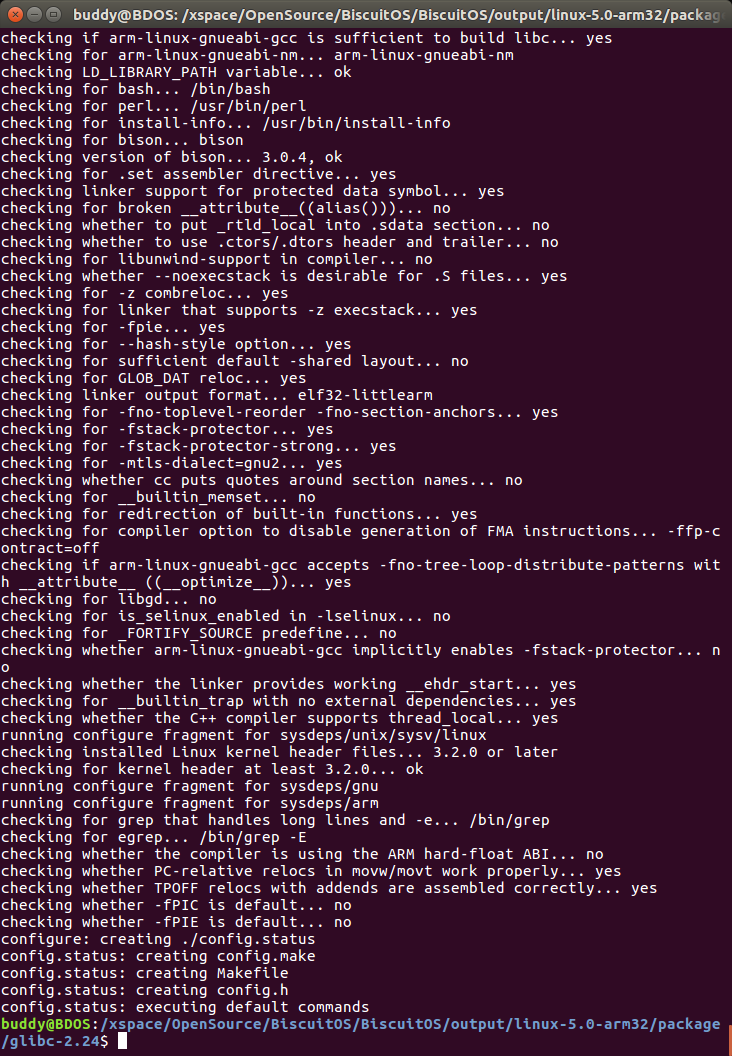 buddy@BDOS: /xspace/OpenSource/BiscuitOS/BiscuitOS/output/linux-5.0-arm32/package
checking if arm-linux-gnueabi-gcc is sufficient to build libc... yes
checking for arm-linux-gnueabi-nm... arm-linux-gnueabi-nm
checking LD_LIBRARY_PATH variable... ok
checking for bash... /bin/bash
checking for perl... /usr/bin/perl
checking for install-info... /usr/bin/install-info
checking for bison... bison
checking version of bison... 3.0.4, ok
checking for .set assembler directive... yes
checking linker support for protected data symbol... yes
checking for broken __attribute__((alias()))... no
checking whether to put _rtld_local into .sdata section... no
checking whether to use .ctors/.dtors header and trailer... no
checking for libunwind-support in compiler... no
checking whether --noexecstack is desirable for .S files... yes
checking for -z combreloc... yes
checking for linker that supports -z execstack... yes
checking for -fpie... yes
checking for --hash-style option... yes
checking for sufficient default -shared layout... no
checking for GLOB_DAT reloc... yes
checking linker output format... elf32-littlearm
checking for -fno-toplevel-reorder -fno-section-anchors... yes
checking for -fstack-protector... yes
checking for -fstack-protector-strong... yes
checking for -mtls-dialect=gnu2... yes
checking whether cc puts quotes around section names... no
checking for __builtin_memset... no
checking for redirection of built-in functions... yes
checking for compiler option to disable generation of FMA instructions... -ffp-c
ontract=off
checking if arm-linux-gnueabi-gcc accepts -fno-tree-loop-distribute-patterns wit
h __attribute__ ((__optimize__))... yes
checking for libgd... no
checking for is_selinux_enabled in -lselinux... no
checking for _FORTIFY_SOURCE predefine... no
checking whether arm-linux-gnueabi-gcc implicitly enables -fstack-protector... n
o
checking whether the linker provides working __ehdr_start... yes
checking for __builtin_trap with no external dependencies... yes
checking whether the C++ compiler supports thread_local... yes
running configure fragment for sysdeps/unix/sysv/linux
checking installed Linux kernel header files... 3.2.0 or later
checking for kernel header at least 3.2.0... ok
running configure fragment for sysdeps/gnu
running configure fragment for sysdeps/arm
checking for grep that handles long lines and -e... /bin/grep
checking for egrep... /bin/grep -E
checking whether the compiler is using the ARM hard-float ABI... no
checking whether PC-relative relocs in movw/movt work properly... yes
checking whether TPOFF relocs with addends are assembled correctly... yes
checking whether -fPIC is default... no
checking whether -fPIE is default... no
configure: creating ./config.status
config.status: creating config.make
config.status: creating Makefile
config.status: creating config.h
config.status: executing default commands
buddy@BDOS:/xspace/OpenSource/BiscuitOS/BiscuitOS/output/linux-5.0-arm32/package
/glibc-2.24$